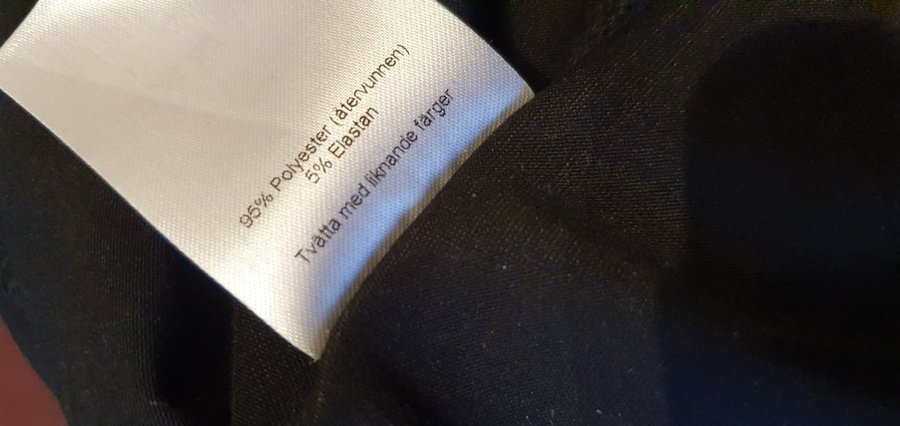 95% Polyester (återvunnen)
5% Elastan
Tvätta med liknande färger